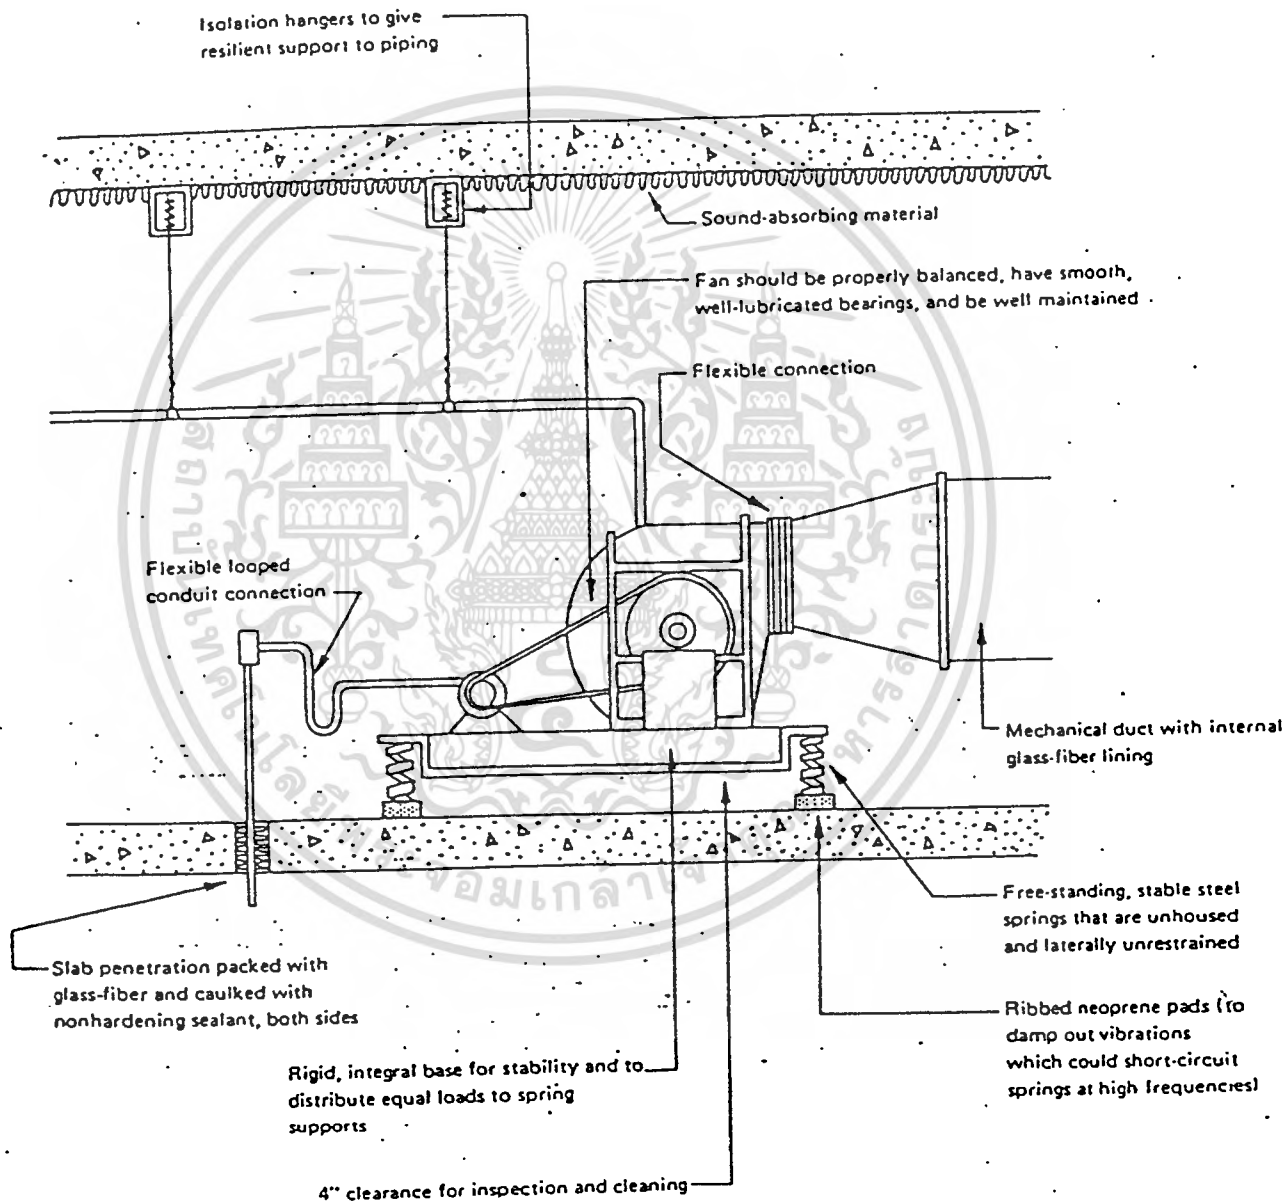 Isolation hangers to give
resilient support to piping
Sound-absorbing material
Fan should be properly balanced, have smooth,
well-lubricated bearings, and be well maintained
Flexible connection
Flexible looped
conduit connection
Mechanical duct with internal
glass-fiber lining
Free-standing, stable steel
springs that are unhoused
and laterally unrestrained
Slab penetration packed with
glass-fiber and caulked with
nonhardening sealant, both sides
Ribbed neoprene pads (to
damp out vibrations
which could short-circuit
springs at high frequencies)
Rigid, integral base for stability and to
distribute equal loads to spring
supports
4" clearance for inspection and cleaning